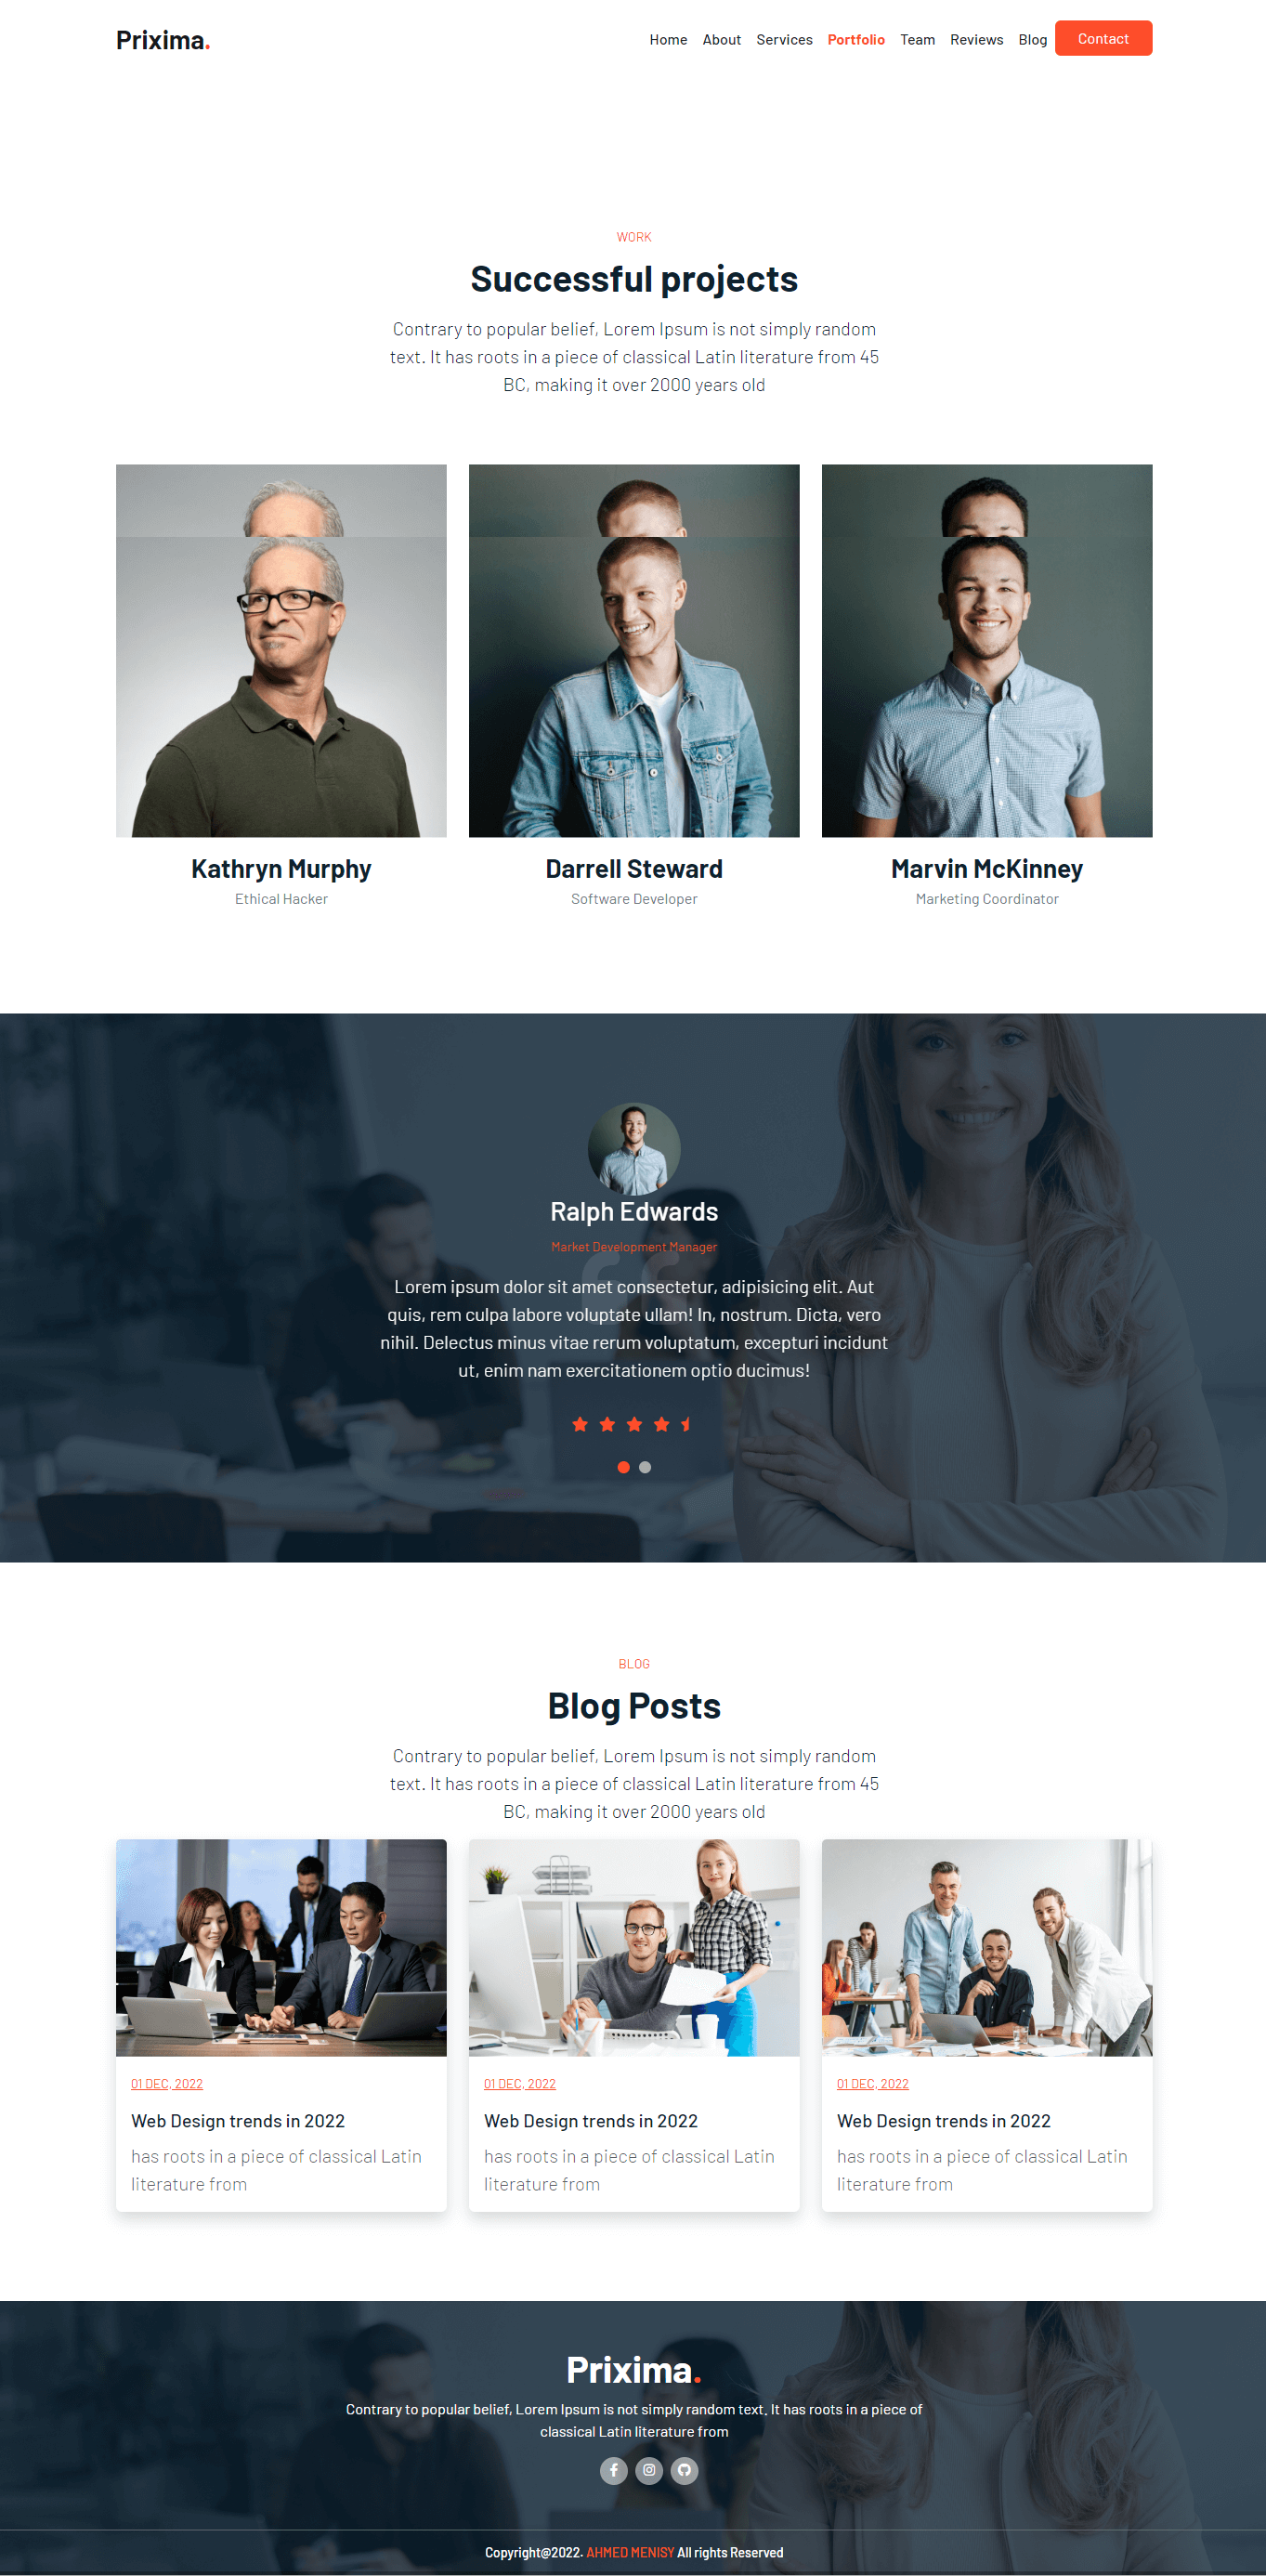 Prixima.
Home About Services Portfolio Team Reviews Blog Contact
WORK
Successful projects
Contrary to popular belief, Lorem Ipsum is not simply random
text. It has roots in a piece of classical Latin literature from 45
BC, making it over 2000 years old
Kathryn Murphy
Ethical Hacker
Darrell Steward
Software Developer
Marvin McKinney
Marketing Coordinator
Ralph Edwards
Market Development Manager
Lorem ipsum dolor sit amet consectetur, adipisicing elit. Aut
quis, rem culpa labore voluptate ullam! In, nostrum. Dicta, vero
nihil. Delectus minus vitae rerum voluptatum, excepturi incidunt
ut, enim nam exercitationem optio ducimus!
BLOG
Blog Posts
Contrary to popular belief, Lorem Ipsum is not simply random
text. It has roots in a piece of classical Latin literature from 45
BC, making it over 2000 years old
01 DEC, 2022
Web Design trends in 2022
has roots in a piece of classical Latin
literature from
01 DEC, 2022
Web Design trends in 2022
has roots in a piece of classical Latin
literature from
01 DEC, 2022
Web Design trends in 2022
has roots in a piece of classical Latin
literature from
Prixima.
Contrary to popular belief, Lorem Ipsum is not simply random text. It has roots in a piece of
classical Latin literature from
Copyright@2022. AHMED MENISY All rights Reserved